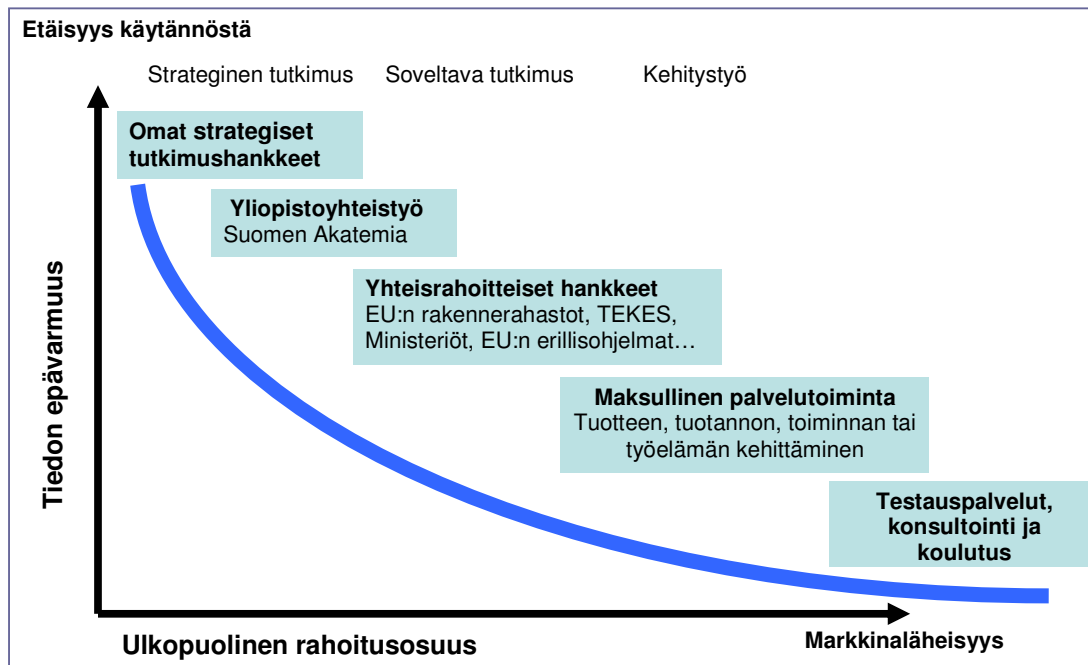 Etäisyys käytännöstä
Strateginen tutkimus
Soveltava tutkimus
Kehitystyö
Omat strategiset
tutkimushankkeet
Yliopistoyhteistyö
Suomen Akatemia
Yhteisrahoitteiset hankkeet
EU:n rakennerahastot, TEKES,
Ministeriöt, EU:n erillisohjelmat…
Maksullinen palvelutoiminta
Tuotteen, tuotannon, toiminnan tai
työelämän kehittäminen
Testauspalvelut,
konsultointi ja
koulutus
Tiedon epävarmuus
Ulkopuolinen rahoitusosuus
Markkinaläheisyys